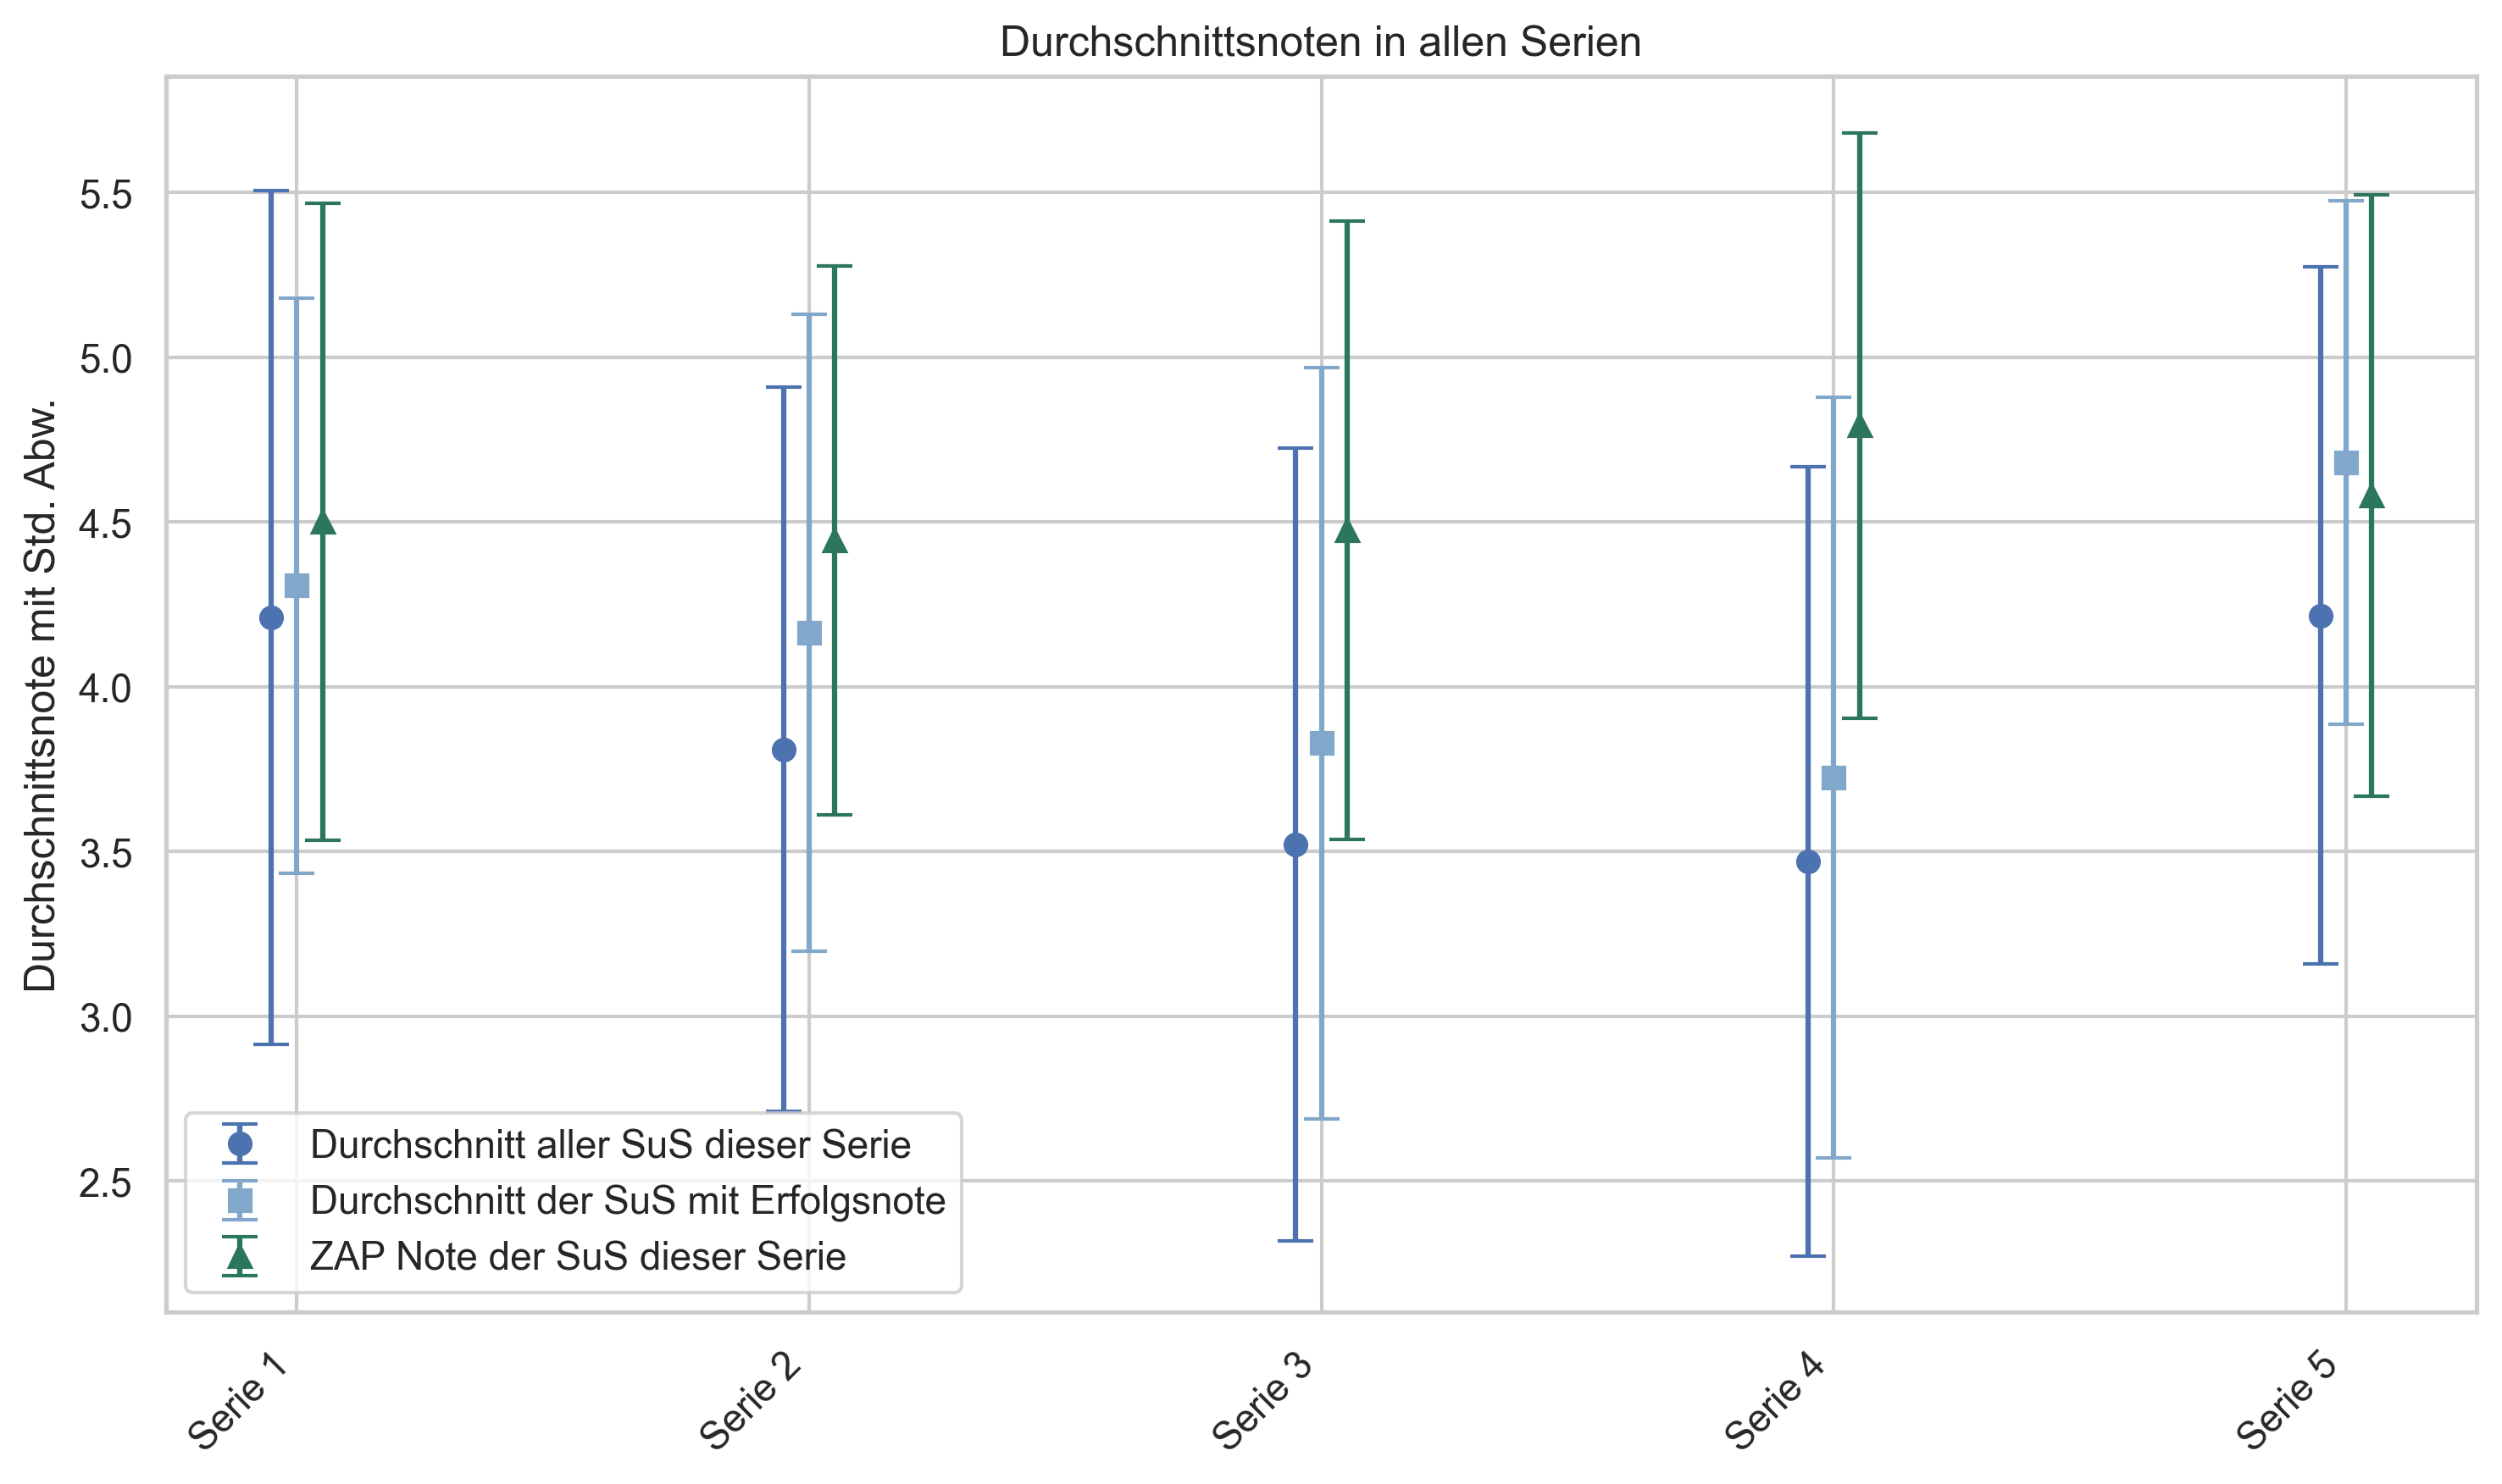 Durchschnittsnoten in allen Serien
Durchschnittsnote mit Std. Abw.
5.5
5.0
4.5
4.0
3.5
3.0
2.5
Durchschnitt aller SuS dieser Serie
Durchschnitt der SuS mit Erfolgsnote
ZAP Note der SuS dieser Serie
Serie 1
Serie 2
Serie 3
Serie 4
Serie 5